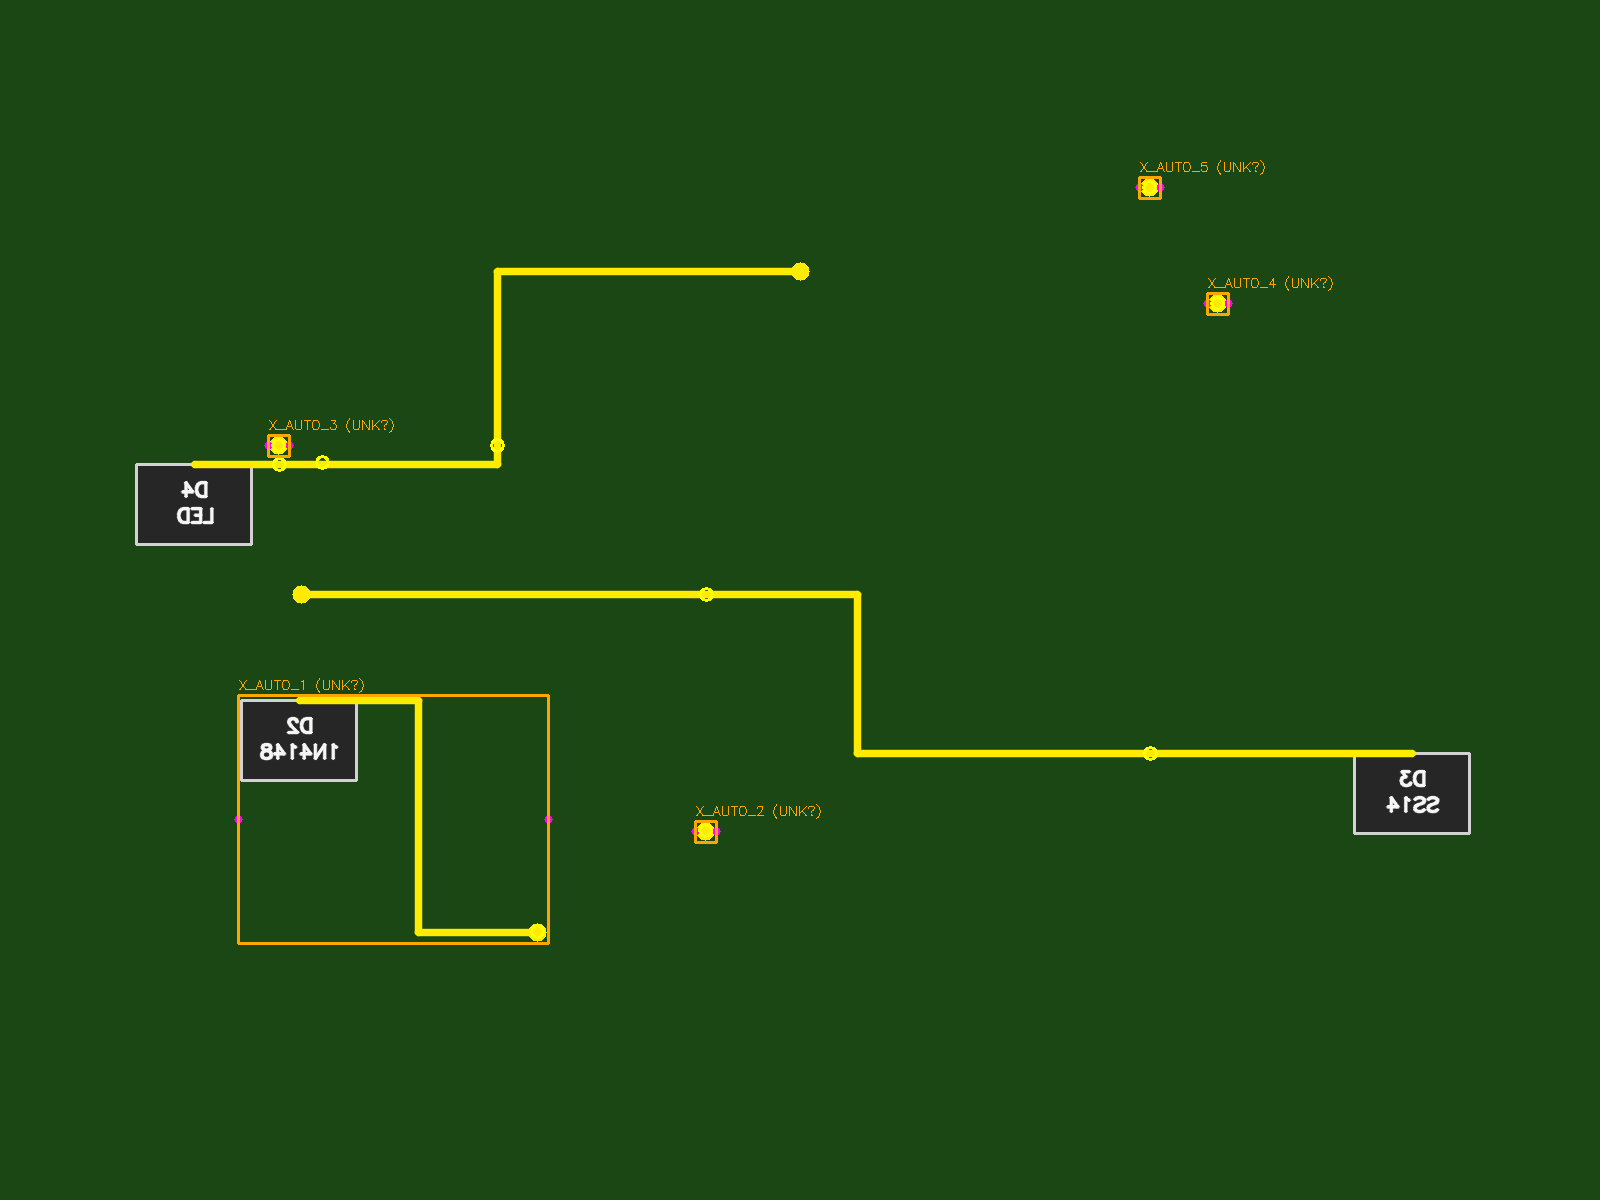 X_AUTO_5 (UNK?)
X_AUTO_4 (UNK?)
X_AUTO_3 (UNK?)
D4
LED
X_AUTO_1 (UNK?)
D2
1N4148
D3
SS14
X_AUTO_2 (UNK?)